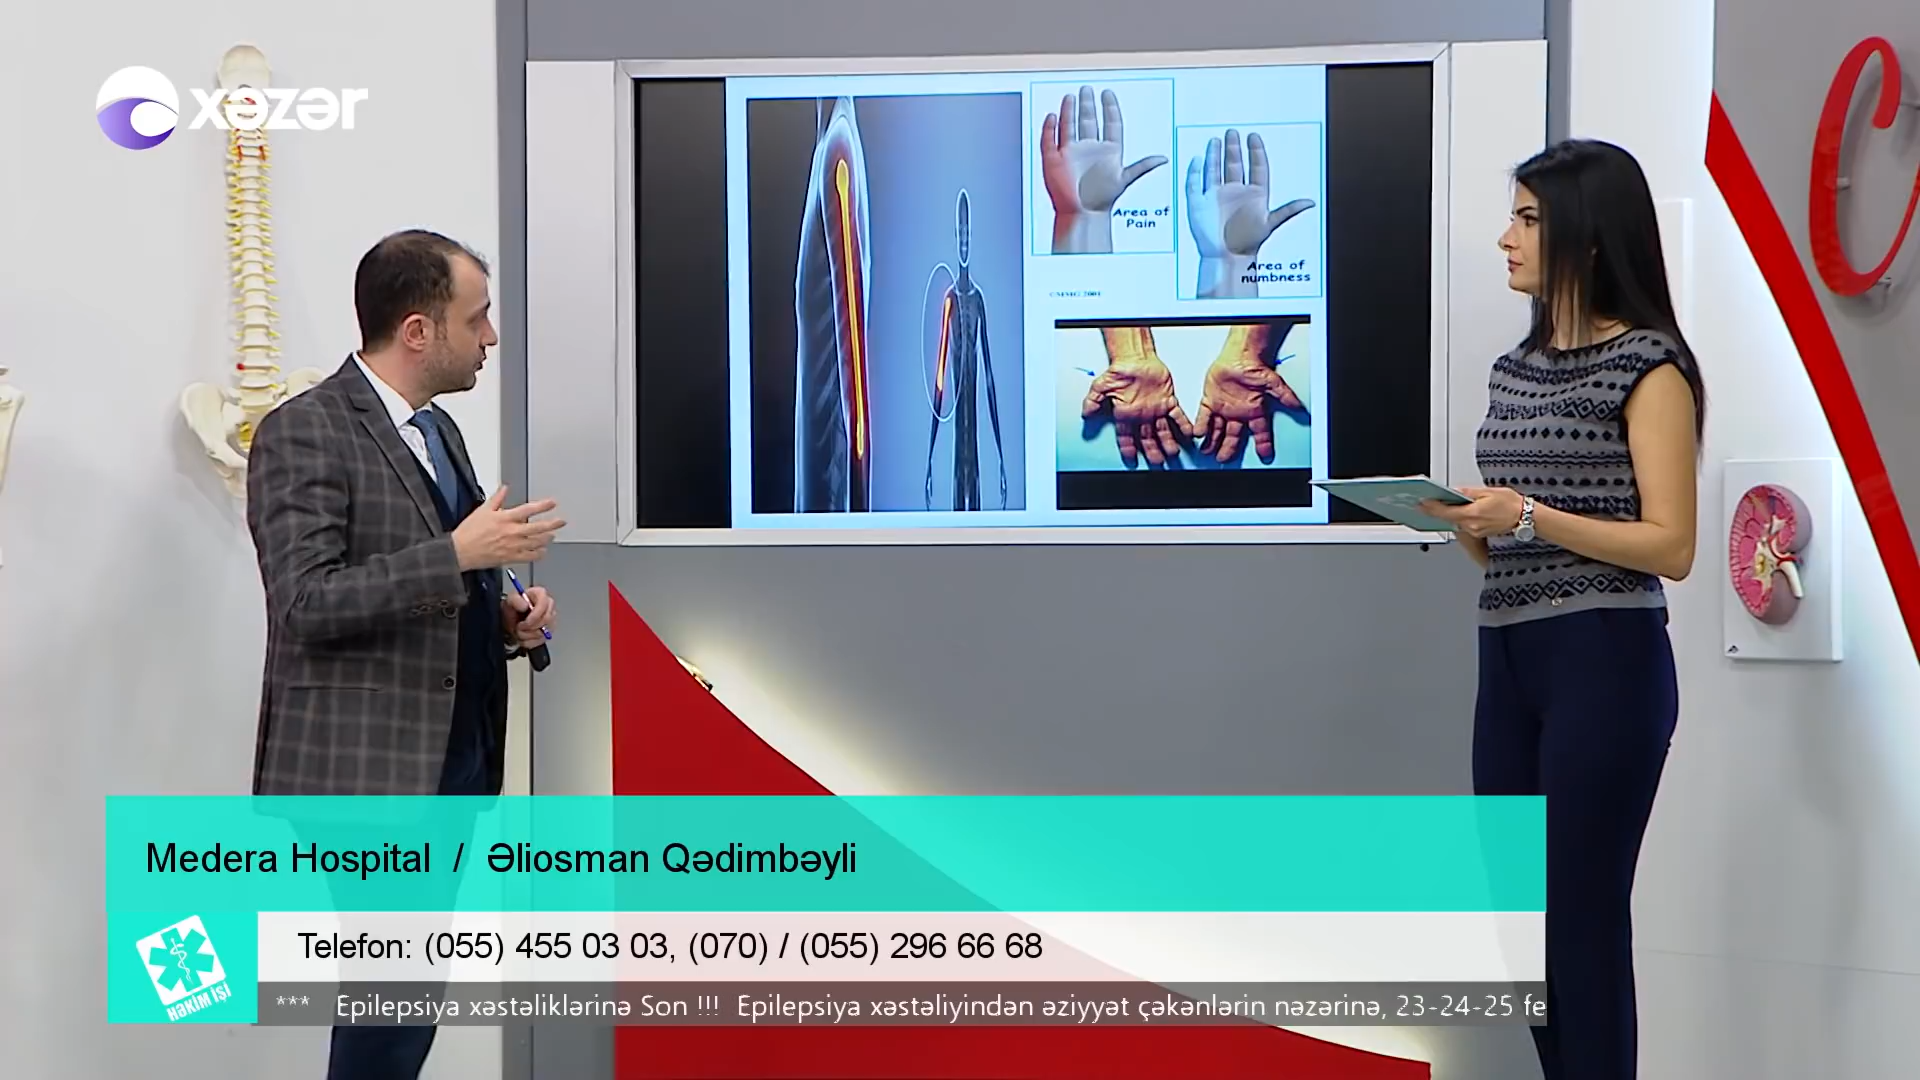 xəzər
Area of
Pain
Area of
numbness
Medera Hospital / Əliosman Qədimbəyli
Telefon: (055) 455 03 03, (070) / (055) 296 66 68
HƏKİM İŞİ
*** Epilepsiya xəstəliklərinə Son !!! Epilepsiya xəstəliyindən əziyyət çəkənlərin nəzərinə, 23-24-25 fe